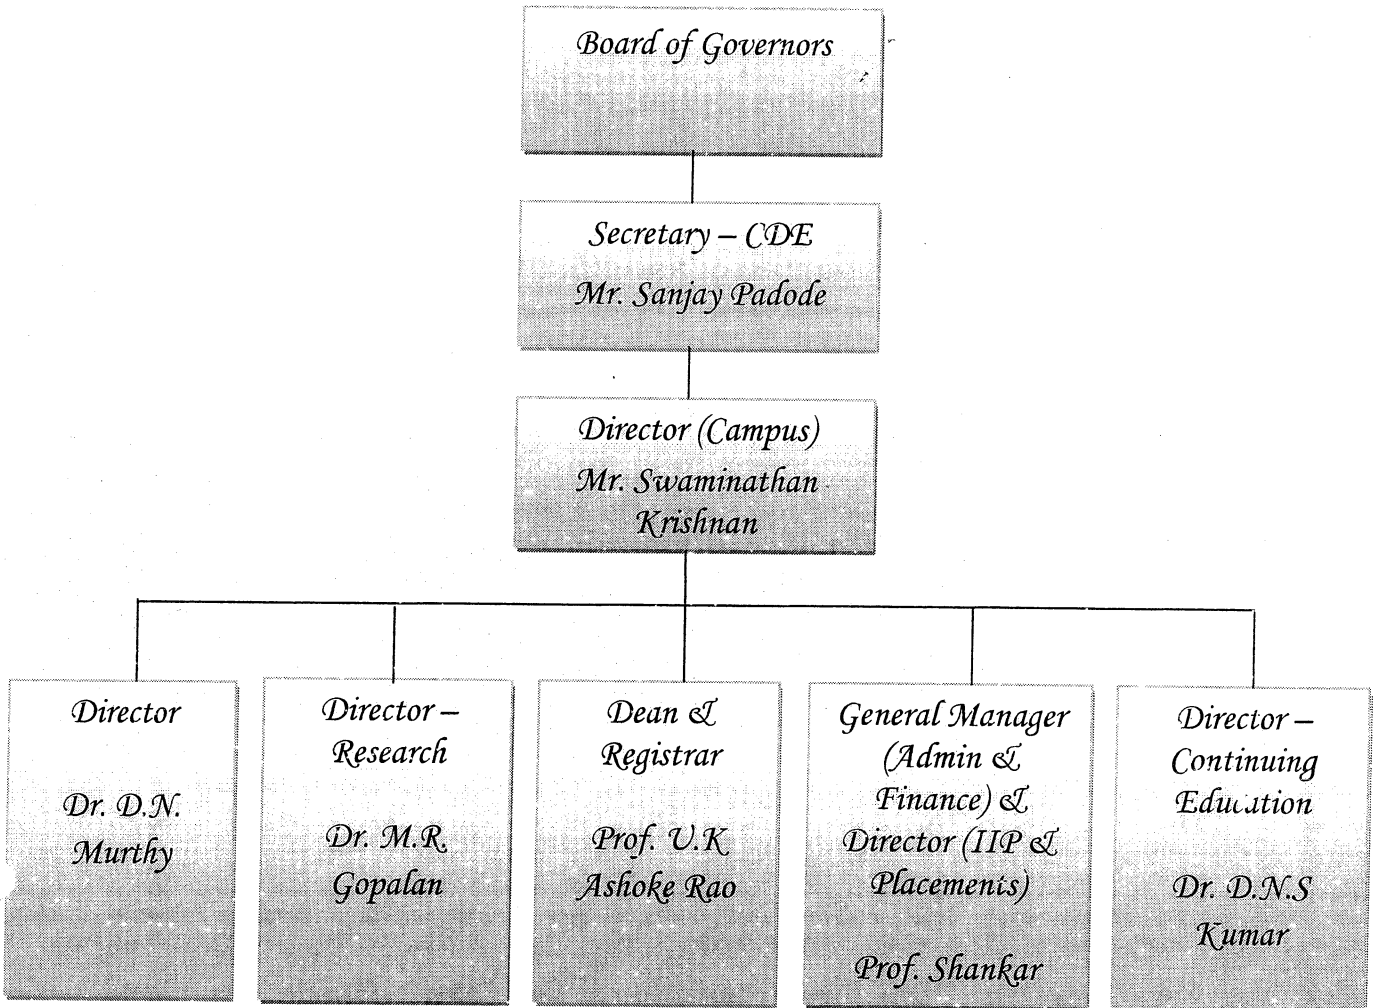 Board of Governors
Secretary – CDE
Mr. Sanjay Padode
Director (Campus)
Mr. Swaminathan
Krishnan
Director
Dr. D.N.
Murthy
Director –
Research
Dr. M.R.
Gopalan
Dean &
Registrar
Prof. U.K
Ashoke Rao
General Manager
(Admin &
Finance) &
Director (IIP &
Placements)
Prof. Shankar
Director –
Continuing
Education
Dr. D.N.S
Kumar